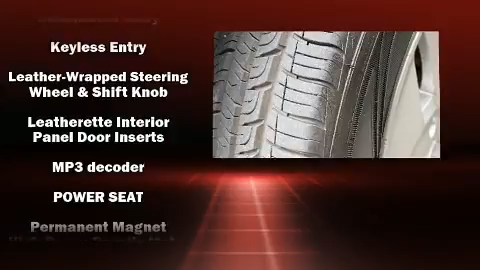 Keyless Entry
Leather-Wrapped Steering
Wheel & Shift Knob
Leatherette Interior
Panel Door Inserts
MP3 decoder
POWER SEAT
Permanent Magnet